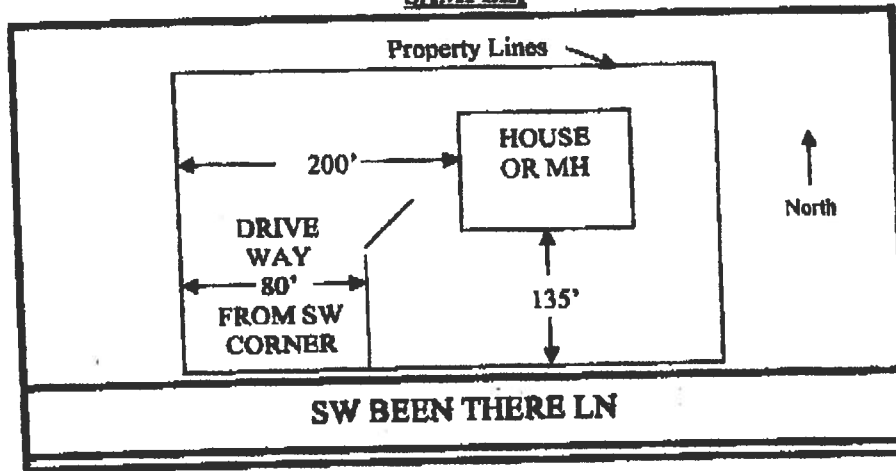 Property Lines
HOUSE
OR MH
200'
North
DRIVE
WAY
80'
FROM SW
CORNER
135'
SW BEEN THERE LN